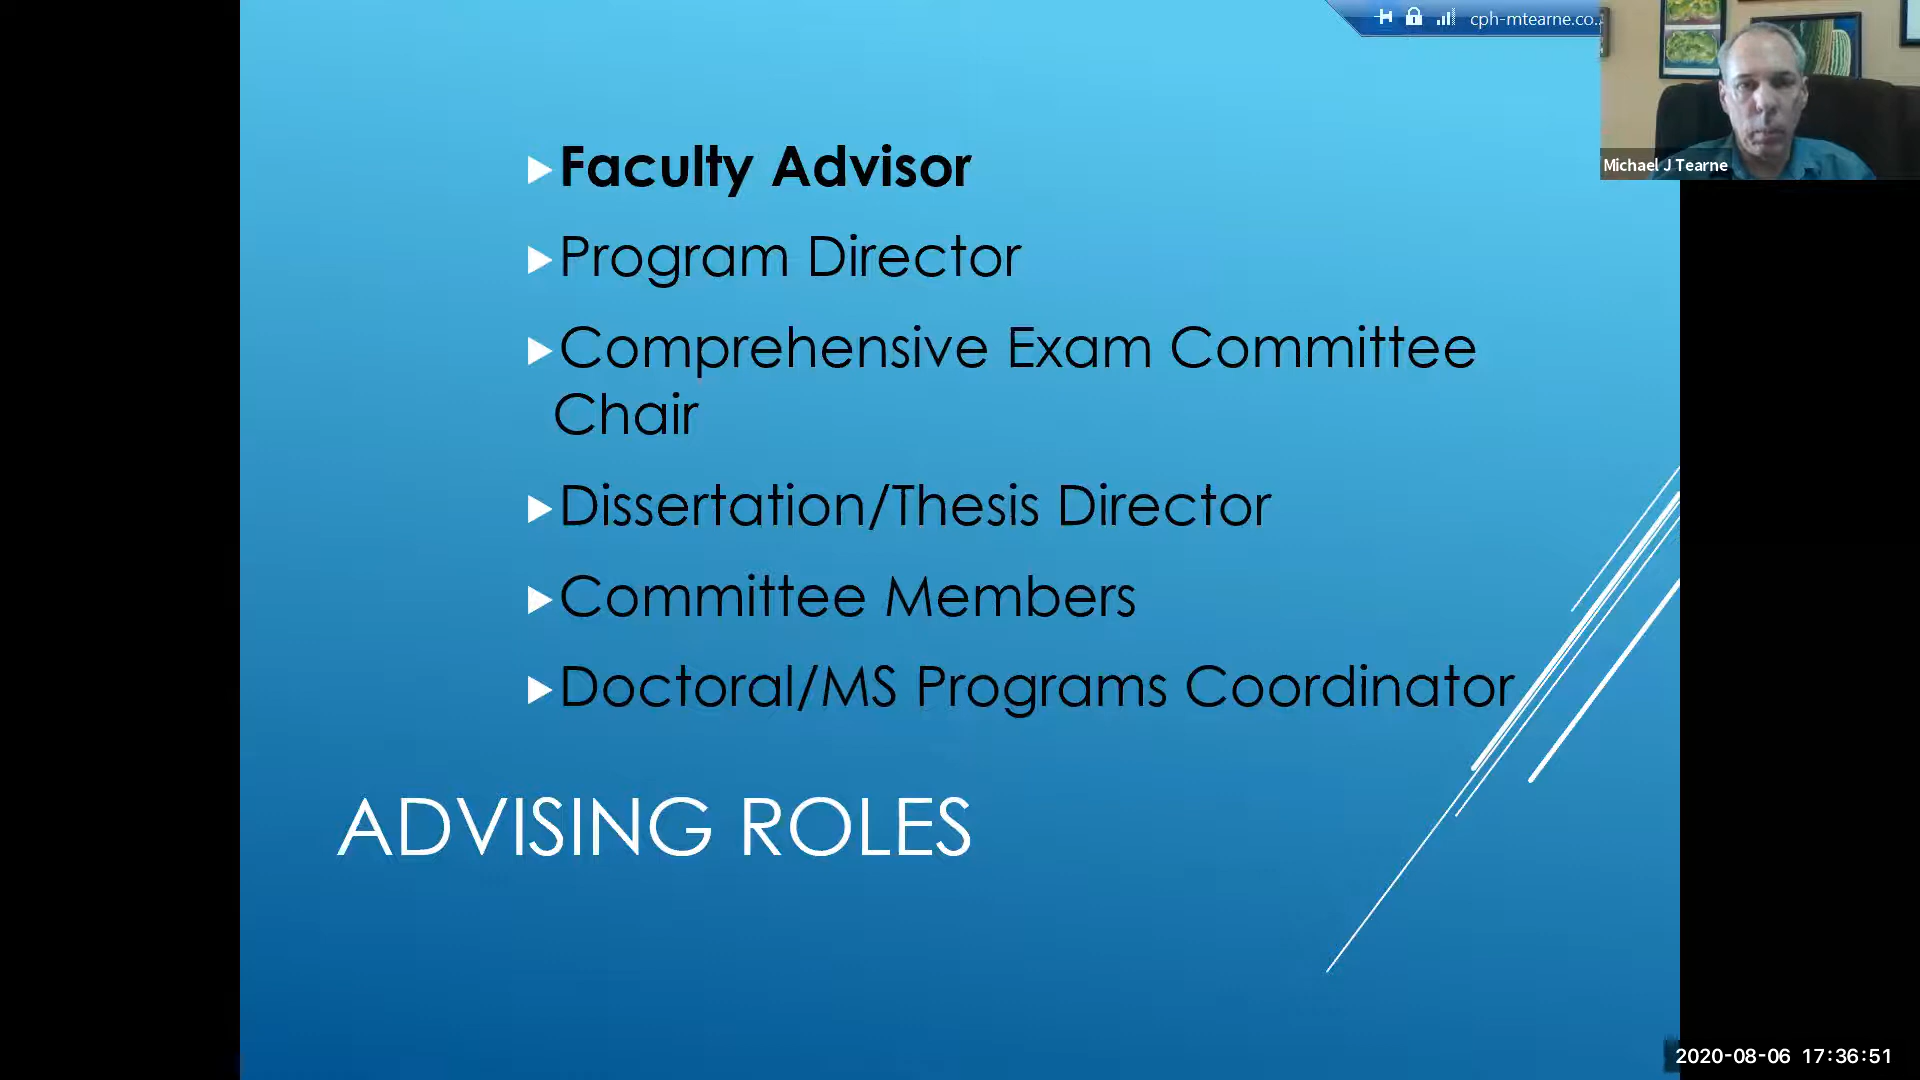 cph-mtearne.co..
Michael J Tearne
Faculty Advisor
Program Director
Comprehensive Exam Committee
Chair
Dissertation/Thesis Director
Committee Members
Doctoral/MS Programs Coordinator
ADVISING ROLES
2020-08-06 17:36:51